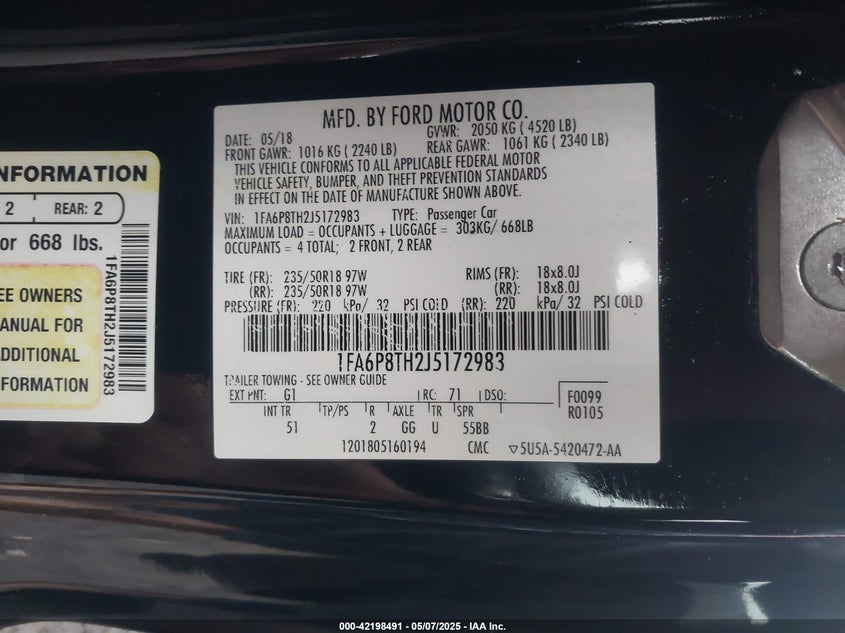 NFORMATION
2 REAR: 2
or 668 lbs.
EE OWNERS
ANUAL FOR
ADDITIONAL
NFORMATION
1FA6P8TH2J5172983
MFD. BY FORD MOTOR CO.
DATE: 05/18 GVWR: 2050 KG ( 4520 LB)
FRONT GAWR: 1016 KG ( 2240 LB) REAR GAWR: 1061 KG ( 2340 LB)
THIS VEHICLE CONFORMS TO ALL APPLICABLE FEDERAL MOTOR
VEHICLE SAFETY, BUMPER, AND THEFT PREVENTION STANDARDS
IN EFFECT ON THE DATE OF MANUFACTURE SHOWN ABOVE.
VIN: 1FA6P8TH2J5172983 TYPE: Passenger Car
MAXIMUM LOAD = OCCUPANTS + LUGGAGE = 303KG/ 668LB
OCCUPANTS = 4 TOTAL; 2 FRONT, 2 REAR
TIRE (FR): 235/50R18 97W RIMS (FR): 18x8.0J
(RR): 235/50R18 97W (RR): 18x8.0J
PRESSURE (FR): 220 kPa/ 32 PSI COLD (RR): 220 kPa/ 32 PSI COLD
1FA6P8TH2J5172983
TRAILER TOWING - SEE OWNER GUIDE
EXT PNT: G1 RC: 71 DSO: F0099
INT TR TP/PS R AXLE TR SPR R0105
51 2 GG U 55BB
1201805160194 CMC ▽5U5A-5420472-AA
000-42198491 - 05/07/2025 - IAA Inc.